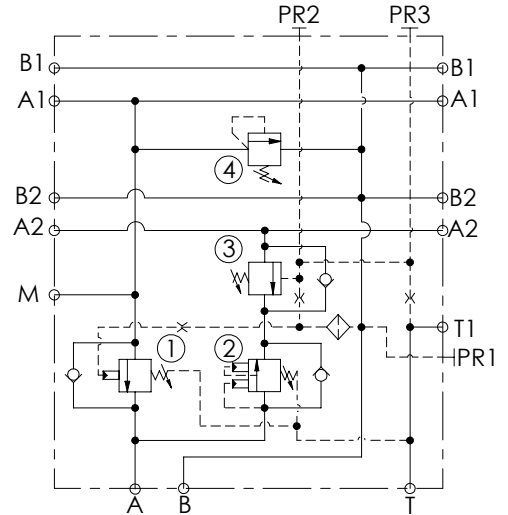 PR2 PR3
B1 B1
A1 A1
4
B2 B2
A2 A2
3
M
T1
1 2 PR1
A B T